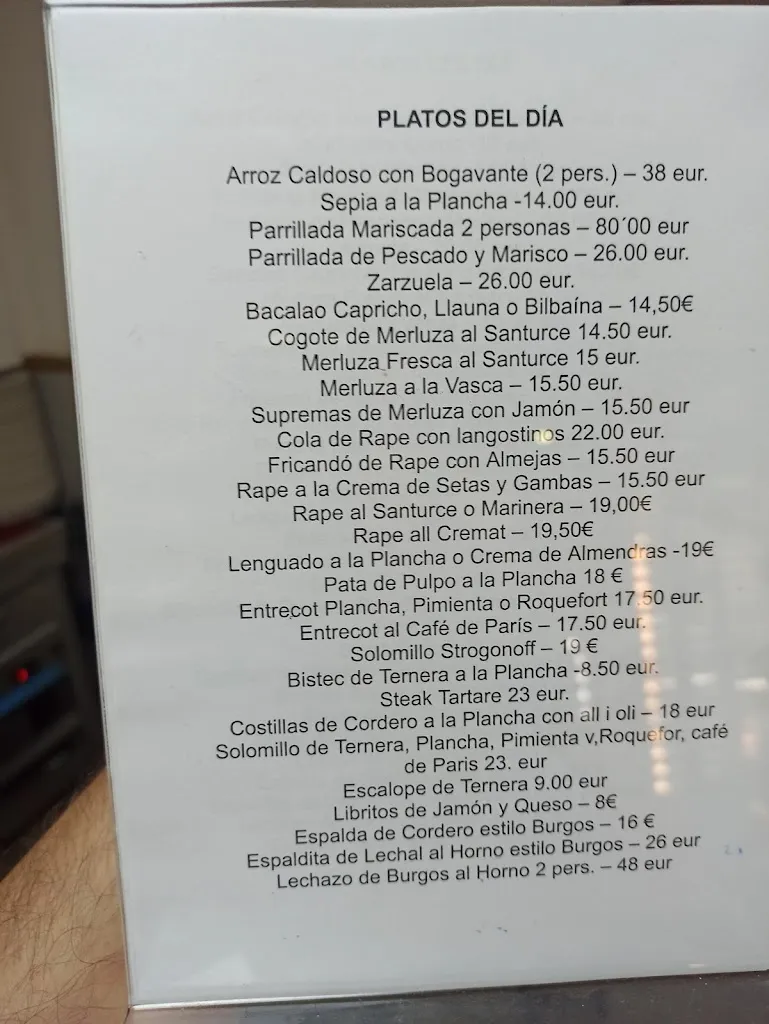 PLATOS DEL DÍA
Arroz Caldoso con Bogavante (2 pers.) – 38 eur.
Sepia a la Plancha -14.00 eur.
Parrillada Mariscada 2 personas – 80´00 eur
Parrillada de Pescado y Marisco – 26.00 eur.
Zarzuela – 26.00 eur.
Bacalao Capricho, Llauna o Bilbaína – 14,50€
Cogote de Merluza al Santurce 14.50 eur.
Merluza Fresca al Santurce 15 eur.
Merluza a la Vasca – 15.50 eur.
Supremas de Merluza con Jamón – 15.50 eur
Cola de Rape con langostinos 22.00 eur.
Fricandó de Rape con Almejas – 15.50 eur
Rape a la Crema de Setas y Gambas – 15.50 eur
Rape al Santurce o Marinera – 19,00€
Rape all Cremat – 19,50€
Lenguado a la Plancha o Crema de Almendras -19€
Pata de Pulpo a la Plancha 18 €
Entrecot Plancha, Pimienta o Roquefort 17.50 eur.
Entrecot al Café de París – 17.50 eur.
Solomillo Strogonoff – 19 €
Bistec de Ternera a la Plancha -8.50 eur.
Steak Tartare 23 eur.
Costillas de Cordero a la Plancha con all i oli – 18 eur
Solomillo de Ternera, Plancha, Pimienta v,Roquefor, café
de Paris 23. eur
Escalope de Ternera 9.00 eur
Libritos de Jamón y Queso – 8€
Espalda de Cordero estilo Burgos – 16 €
Espaldita de Lechal al Horno estilo Burgos – 26 eur
Lechazo de Burgos al Horno 2 pers. – 48 eur